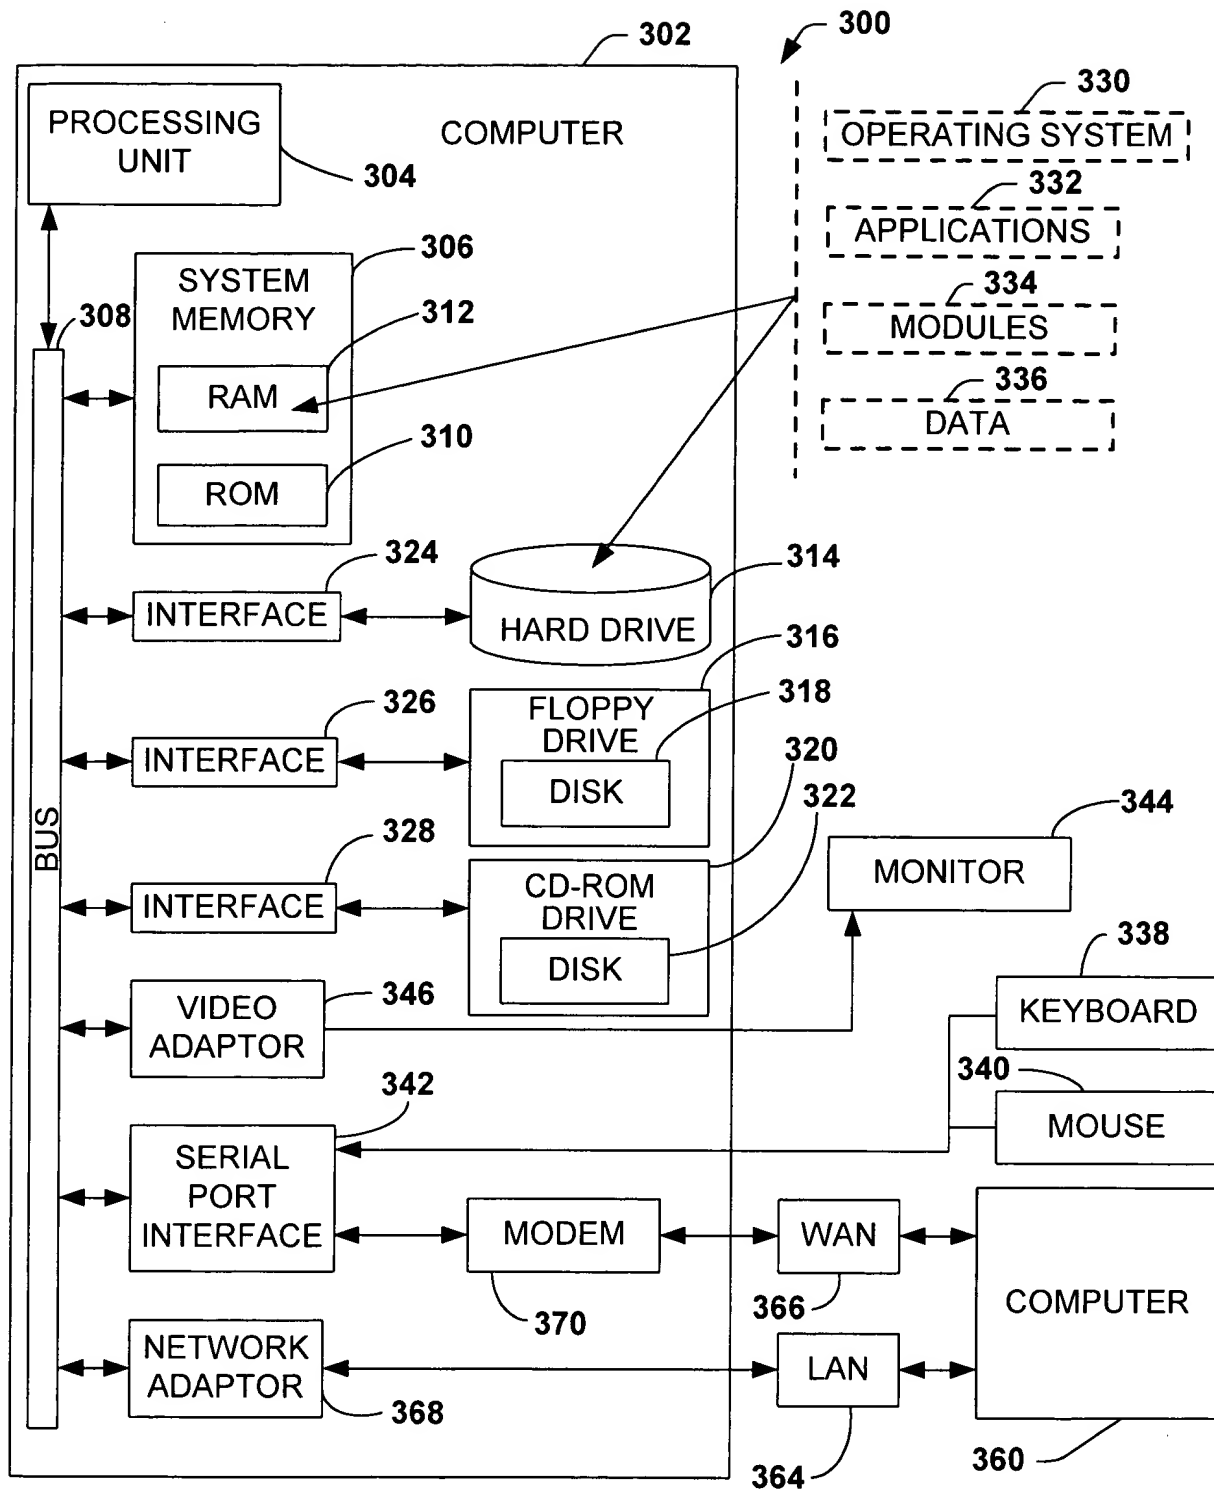 300
302
330
PROCESSING
UNIT
COMPUTER
OPERATING SYSTEM
304
332
APPLICATIONS
306
SYSTEM
MEMORY
308
312
334
MODULES
RAM
336
DATA
310
ROM
324
314
INTERFACE
HARD DRIVE
316
326
318
FLOPPY
DRIVE
INTERFACE
320
DISK
322
344
328
BUS
MONITOR
CD-ROM
DRIVE
INTERFACE
338
DISK
346
VIDEO
ADAPTOR
KEYBOARD
340
342
MOUSE
SERIAL
PORT
INTERFACE
MODEM
WAN
366
COMPUTER
370
NETWORK
ADAPTOR
LAN
368
364
360